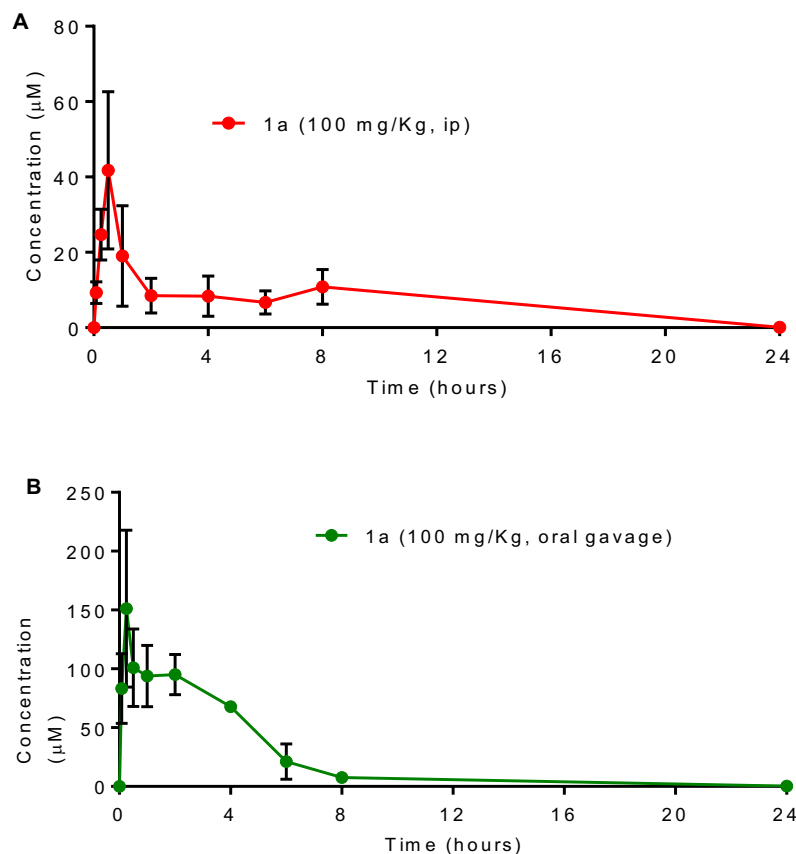 A
80
60
40
20
0
Concentration (μM)
1a (100 mg/Kg, ip)
0 4 8 12 16 20 24
Time (hours)
B
250
200
150
100
50
0
Concentration
(μM)
1a (100 mg/Kg, oral gavage)
0 4 8 12 16 20 24
Time (hours)